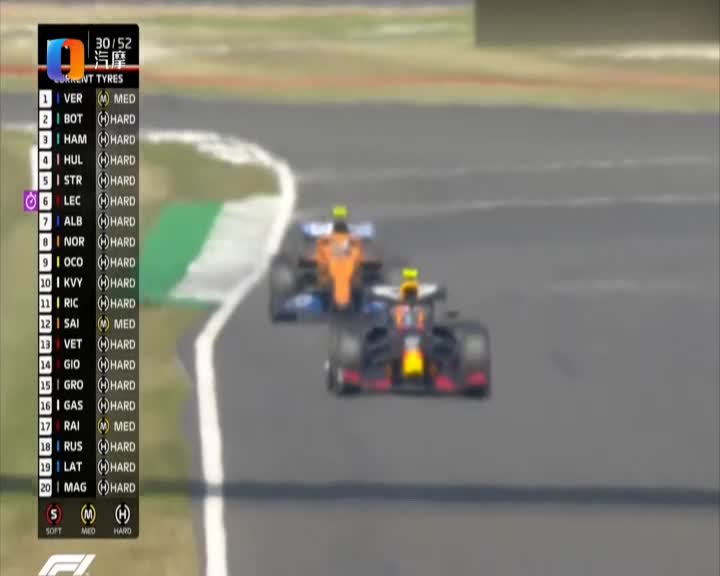 30/52
汽摩
CURRENT TYRES
1 VER M MED
2 BOT H HARD
3 HAM H HARD
4 HUL H HARD
5 STR H HARD
6 LEC H HARD
7 ALB H HARD
8 NOR H HARD
9 OCO H HARD
10 KVY H HARD
11 RIC H HARD
12 SAI M MED
13 VET H HARD
14 GIO H HARD
15 GRO H HARD
16 GAS H HARD
17 RAI M MED
18 RUS H HARD
19 LAT H HARD
20 MAG H HARD
S M H
SOFT MED HARD
F1